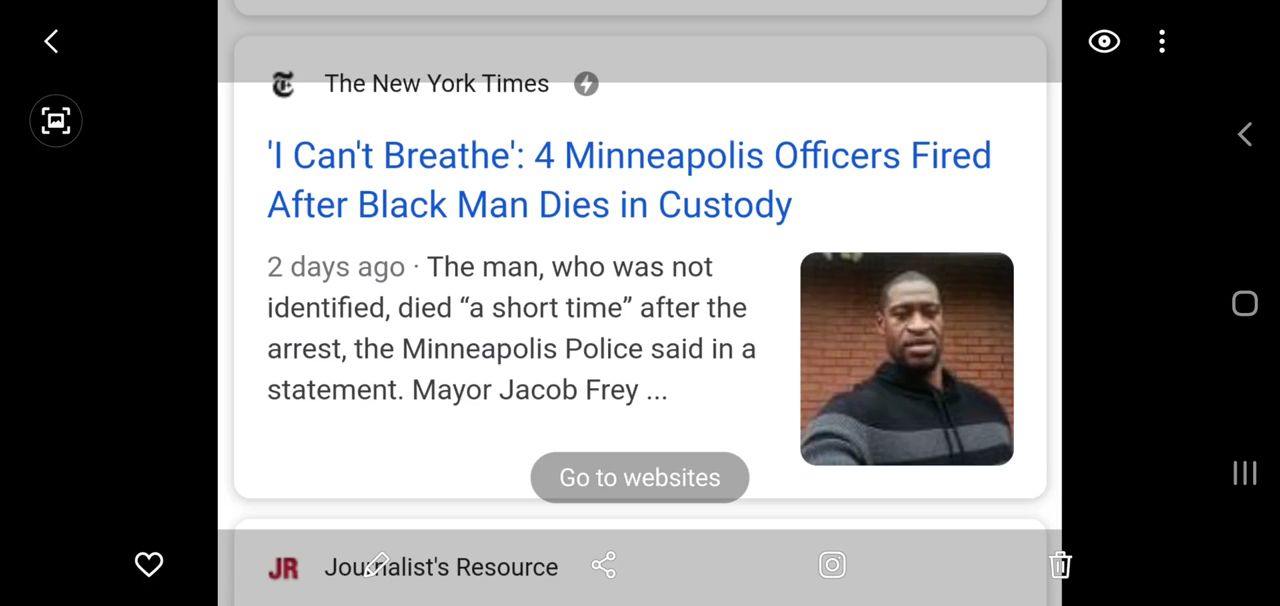 The New York Times
'I Can't Breathe': 4 Minneapolis Officers Fired
After Black Man Dies in Custody
2 days ago · The man, who was not
identified, died “a short time” after the
arrest, the Minneapolis Police said in a
statement. Mayor Jacob Frey ...
Go to websites
JR Journalist's Resource